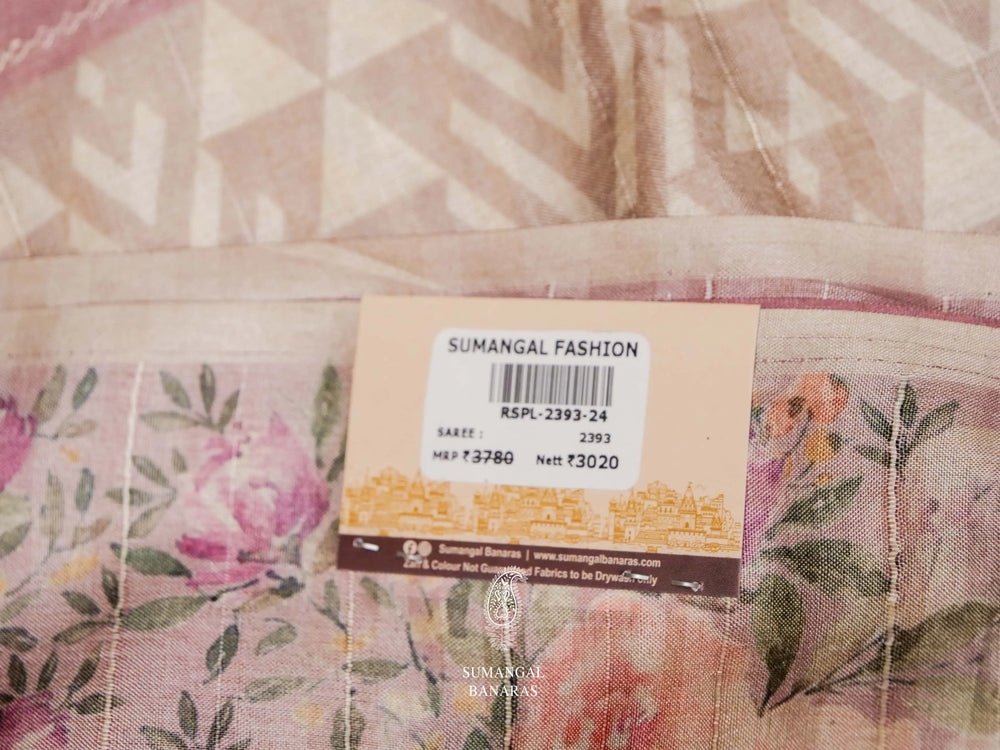 SUMANGAL FASHION
RSPL-2393-24
SAREE : 2393
MRP ₹3780 Nett ₹3020
Sumangal Banaras | www.sumangalbanaras.com
Zari & Colour Not Guaranteed Fabrics to be Drywash Only
SUMANGAL
BANARAS